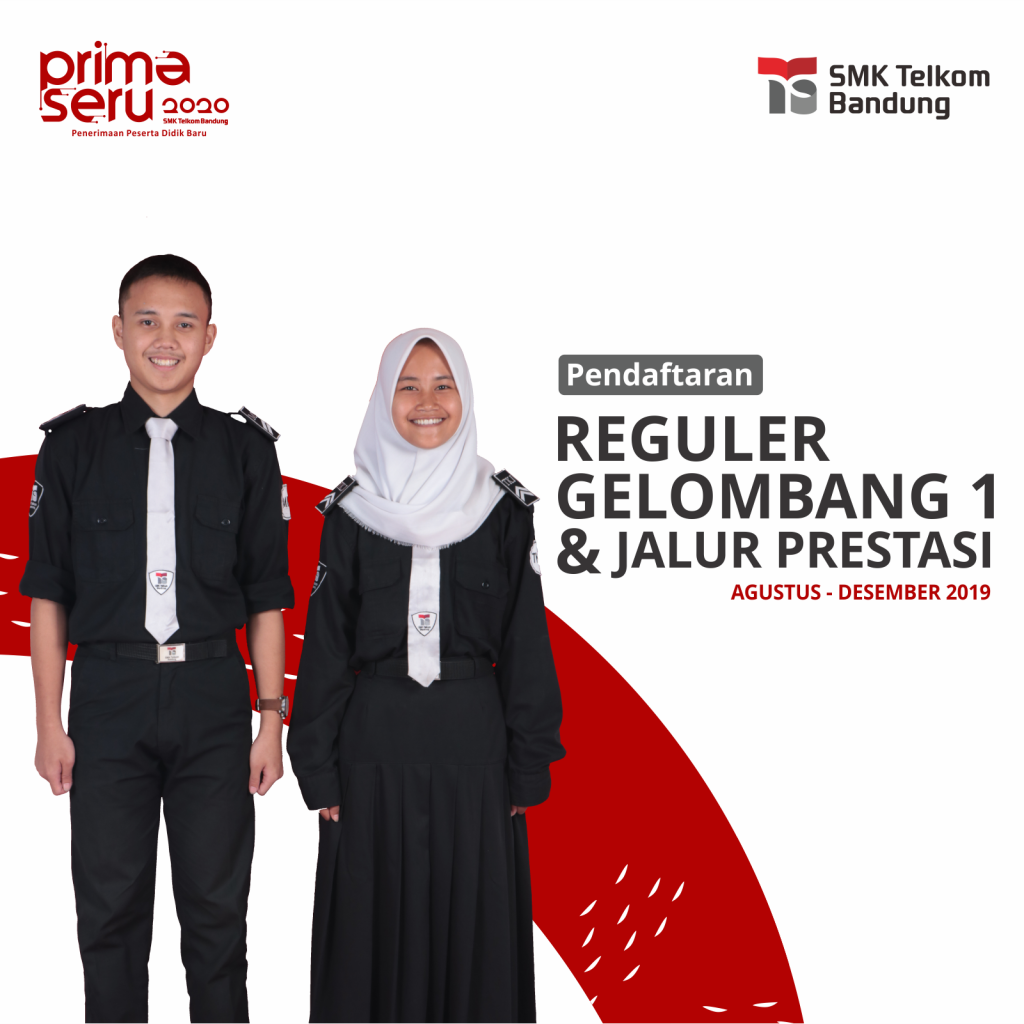 prima
seru 2020
SMK Telkom Bandung
Penerimaan Peserta Didik Baru
SMK Telkom
Bandung
Pendaftaran
REGULER
GELOMBANG 1
& JALUR PRESTASI
AGUSTUS - DESEMBER 2019